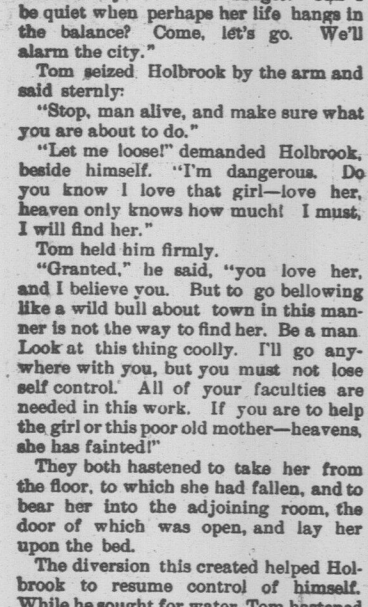 be quiet when perhaps her life hangs in
the balance? Come, let's go. We'll
alarm the city."
Tom seized Holbrook by the arm and
said sternly:
"Stop, man alive, and make sure what
you are about to do."
"Let me loose!" demanded Holbrook,
beside himself. "I'm dangerous. Do
you know I love that girl—love her,
heaven only knows how much! I must,
I will find her."
Tom held him firmly.
"Granted," he said, "you love her,
and I believe you. But to go bellowing
like a wild bull about town in this man-
ner is not the way to find her. Be a man
Look at this thing coolly. I'll go any-
where with you, but you must not lose
self control. All of your faculties are
needed in this work. If you are to help
the girl or this poor old mother—heavens,
she has fainted!"
They both hastened to take her from
the floor, to which she had fallen, and to
bear her into the adjoining room, the
door of which was open, and lay her
upon the bed.
The diversion this created helped Hol-
brook to resume control of himself.
While he sought for water, Tom hastened